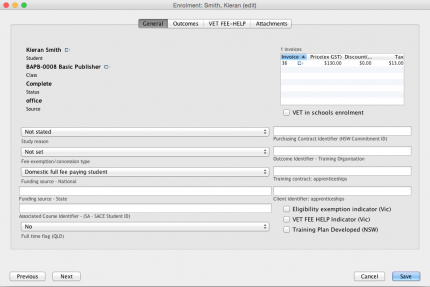 Enrolment: Smith, Kieran (edit)
General Outcomes VET FEE-HELP Attachments
Kieran Smith
Student
BAPB-0008 Basic Publisher
Class
Complete
Status
office
Source
1 invoices
Invoice Price(ex GST) Discount(... Tax
36 $130.00 $0.00 $13.00
VET in schools enrolment
Not stated
Study reason
Purchasing Contract Identifier (NSW Commitment ID)
Not set
Fee exemption/concession type
Outcome Identifier - Training Organisation
Domestic full fee paying student
Funding source - National
Training contract: apprenticeships
Funding source - State
Client identifier: apprenticeships
Associated Course Identifier - (SA - SACE Student ID)
Eligibility exemption indicator (Vic)
No
VET FEE HELP indicator (Vic)
Full time flag (QLD)
Training Plan Developed (NSW)
Previous Next Cancel Save